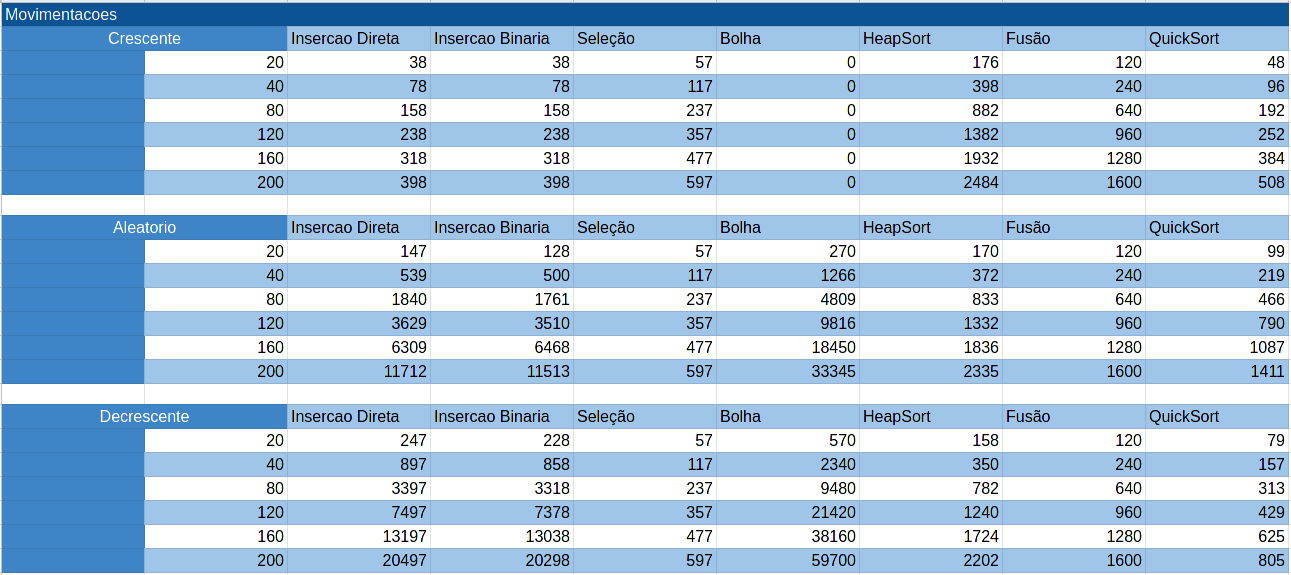 Movimentacoes
Crescente Insercao Direta Insercao Binaria Seleção Bolha HeapSort Fusão QuickSort
20 38 38 57 0 176 120 48
40 78 78 117 0 398 240 96
80 158 158 237 0 882 640 192
120 238 238 357 0 1382 960 252
160 318 318 477 0 1932 1280 384
200 398 398 597 0 2484 1600 508
Aleatorio Insercao Direta Insercao Binaria Seleção Bolha HeapSort Fusão QuickSort
20 147 128 57 270 170 120 99
40 539 500 117 1266 372 240 219
80 1840 1761 237 4809 833 640 466
120 3629 3510 357 9816 1332 960 790
160 6309 6468 477 18450 1836 1280 1087
200 11712 11513 597 33345 2335 1600 1411
Decrescente Insercao Direta Insercao Binaria Seleção Bolha HeapSort Fusão QuickSort
20 247 228 57 570 158 120 79
40 897 858 117 2340 350 240 157
80 3397 3318 237 9480 782 640 313
120 7497 7378 357 21420 1240 960 429
160 13197 13038 477 38160 1724 1280 625
200 20497 20298 597 59700 2202 1600 805